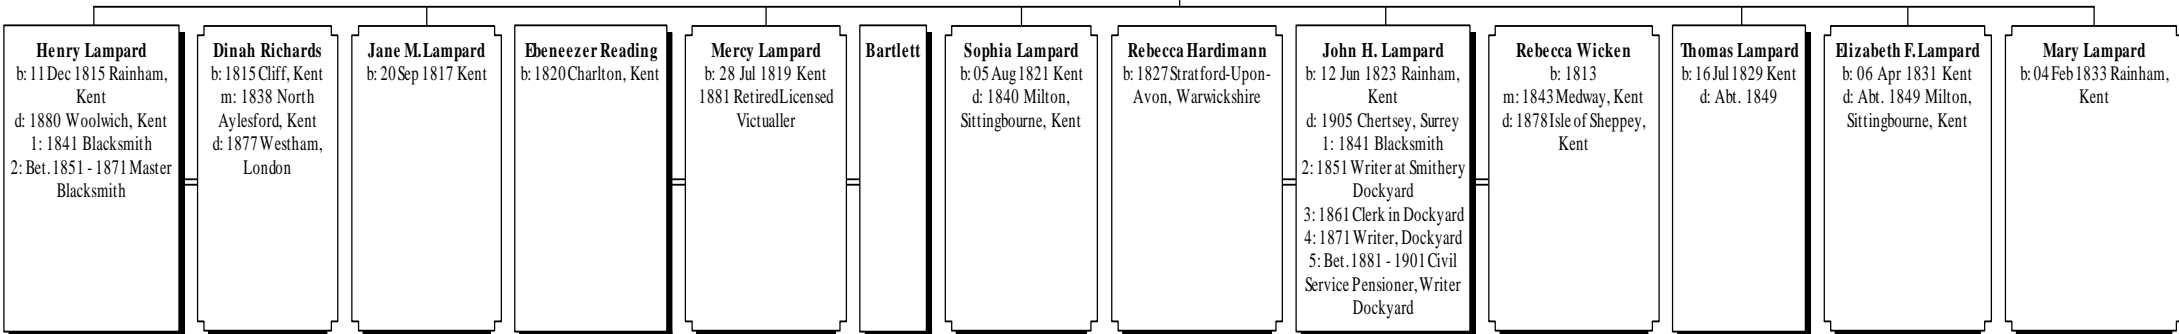 Henry Lampard
b: 11 Dec 1815 Rainham,
Kent
d: 1880 Woolwich, Kent
1: 1841 Blacksmith
2: Bet. 1851 - 1871 Master
Blacksmith
Dinah Richards
b: 1815 Cliff, Kent
m: 1838 North
Aylesford, Kent
d: 1877 Westham,
London
Jane M. Lampard
b: 20 Sep 1817 Kent
Ebeneezer Reading
b: 1820 Charlton, Kent
Mercy Lampard
b: 28 Jul 1819 Kent
1881 Retired Licensed
Victualler
Bartlett
Sophia Lampard
b: 05 Aug 1821 Kent
d: 1840 Milton,
Sittingbourne, Kent
Rebecca Hardimann
b: 1827 Stratford-Upon-
Avon, Warwickshire
John H. Lampard
b: 12 Jun 1823 Rainham,
Kent
d: 1905 Chertsey, Surrey
1: 1841 Blacksmith
2: 1851 Writer at Smithery
Dockyard
3: 1861 Clerk in Dockyard
4: 1871 Writer, Dockyard
5: Bet. 1881 - 1901 Civil
Service Pensioner, Writer
Dockyard
Rebecca Wicken
b: 1813
m: 1843 Medway, Kent
d: 1878 Isle of Sheppey,
Kent
Thomas Lampard
b: 16 Jul 1829 Kent
d: Abt. 1849
Elizabeth F. Lampard
b: 06 Apr 1831 Kent
d: Abt. 1849 Milton,
Sittingbourne, Kent
Mary Lampard
b: 04 Feb 1833 Rainham,
Kent